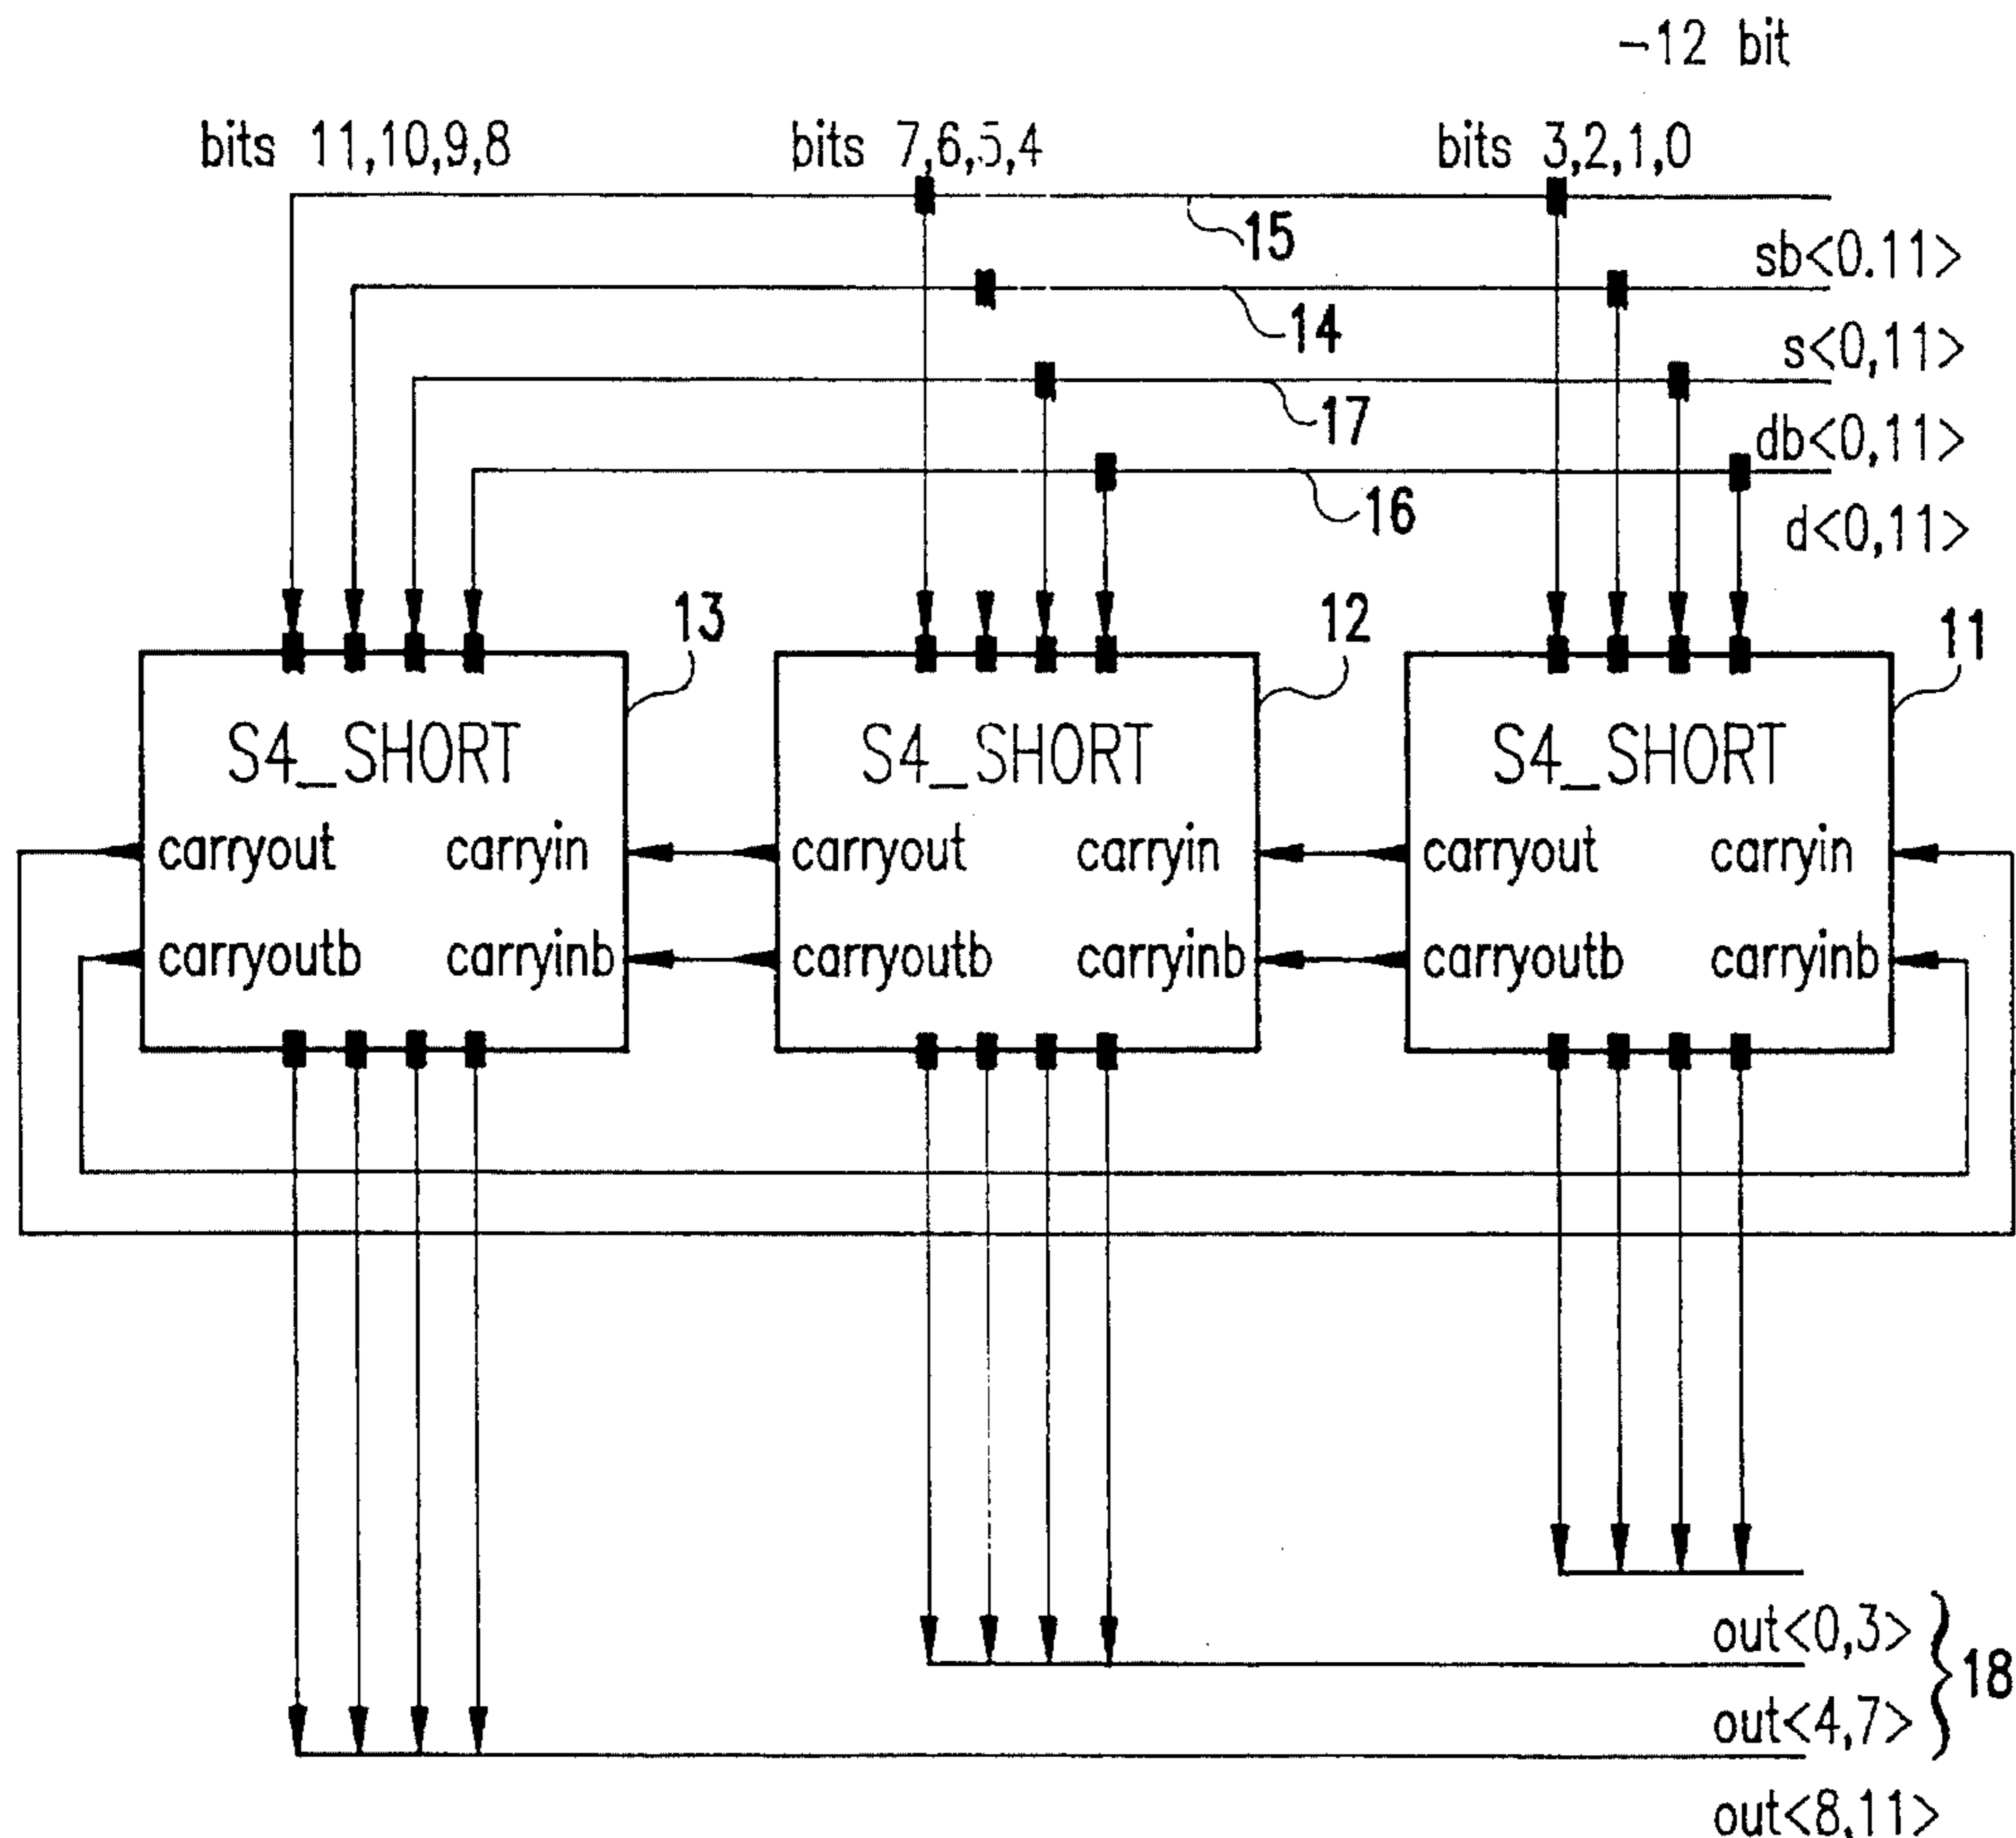 -12 bit
bits 11,10,9,8
bits 7,6,5,4
bits 3,2,1,0
15
sb<0.11>
14
s<0,11>
17
db<0,11>
16
d<0,11>
13
12
11
S4_SHORT
S4_SHORT
S4_SHORT
carryout carryin
carryout carryin
carryout carryin
carryoutb carryinb
carryoutb carryinb
carryoutb carryinb
out<0,3>
18
out<4,7>
out<8,11>